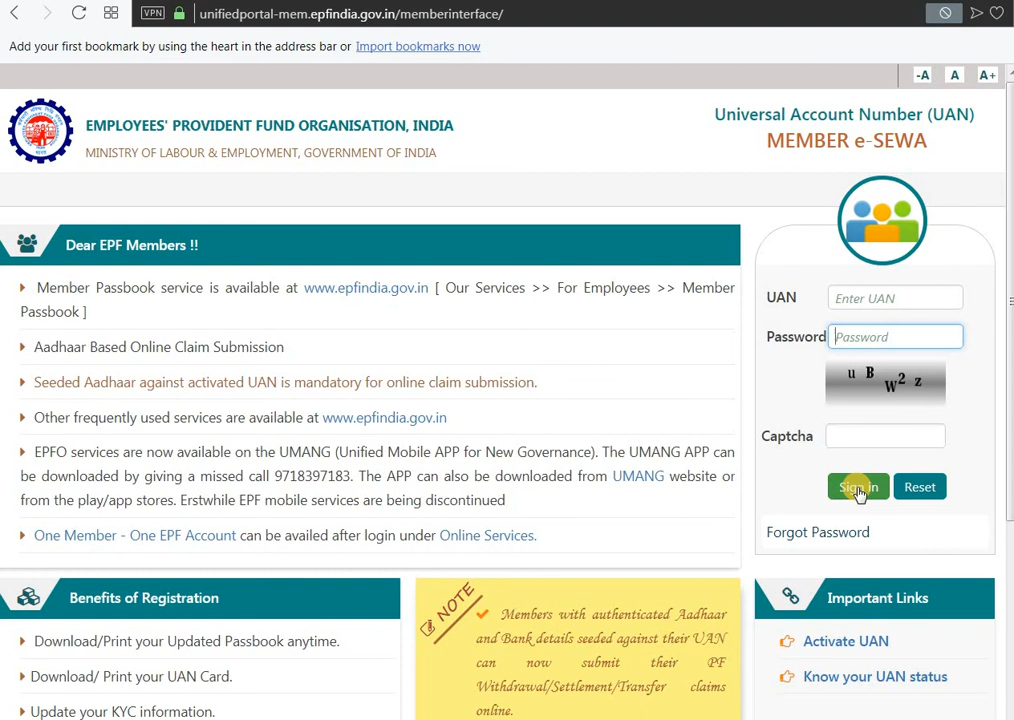 VPN unifiedportal-mem.epfindia.gov.in/memberinterface/
Add your first bookmark by using the heart in the address bar or Import bookmarks now
-A A A+
EMPLOYEES' PROVIDENT FUND ORGANISATION, INDIA
MINISTRY OF LABOUR & EMPLOYMENT, GOVERNMENT OF INDIA
Universal Account Number (UAN)
MEMBER e-SEWA
Dear EPF Members !!
Member Passbook service is available at www.epfindia.gov.in [ Our Services >> For Employees >> Member
Passbook ]
Aadhaar Based Online Claim Submission
Seeded Aadhaar against activated UAN is mandatory for online claim submission.
Other frequently used services are available at www.epfindia.gov.in
EPFO services are now available on the UMANG (Unified Mobile APP for New Governance). The UMANG APP can
be downloaded by giving a missed call 9718397183. The APP can also be downloaded from UMANG website or
from the play/app stores. Erstwhile EPF mobile services are being discontinued
One Member - One EPF Account can be availed after login under Online Services.
UAN Enter UAN
Password Password
u B W 2 z
Captcha
Sign in Reset
Forgot Password
Benefits of Registration
Download/Print your Updated Passbook anytime.
Download/ Print your UAN Card.
Update your KYC information.
NOTE
Members with authenticated Aadhaar
and Bank details seeded against their UAN
can now submit their PF
Withdrawal/Settlement/Transfer claims
online.
Important Links
Activate UAN
Know your UAN status